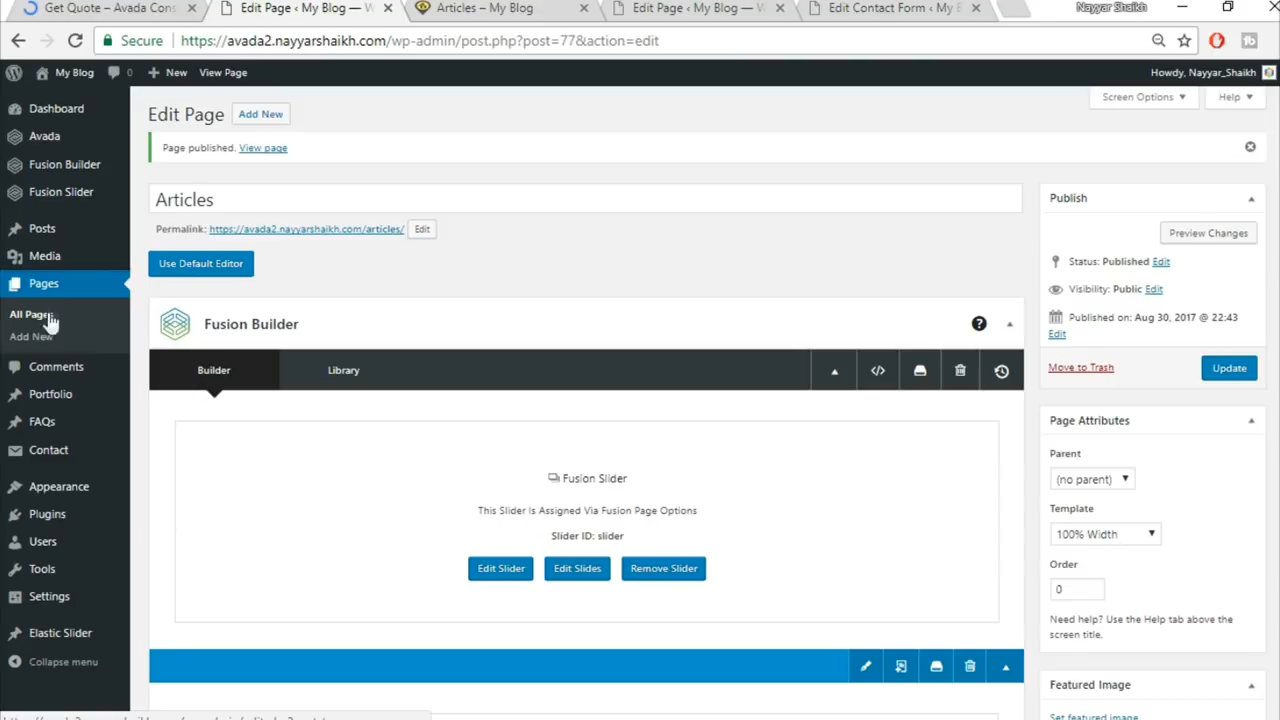 Get Quote – Avada Cons
Edit Page ‹ My Blog — W
Articles – My Blog
Edit Page ‹ My Blog — W
Edit Contact Form ‹ My B
Nayyar Shaikh
Secure
https://avada2.nayyarshaikh.com/wp-admin/post.php?post=77&action=edit
My Blog
0
New
View Page
Howdy, Nayyar_Shaikh
Dashboard
Avada
Fusion Builder
Fusion Slider
Posts
Media
Pages
All Pages
Add New
Comments
Portfolio
FAQs
Contact
Appearance
Plugins
Users
Tools
Settings
Elastic Slider
Collapse menu
Screen Options
Help
Edit Page
Add New
Page published. View page
Articles
Permalink: https://avada2.nayyarshaikh.com/articles/
Edit
Use Default Editor
Fusion Builder
Builder
Library
Fusion Slider
This Slider Is Assigned Via Fusion Page Options
Slider ID: slider
Edit Slider
Edit Slides
Remove Slider
Publish
Preview Changes
Status: Published Edit
Visibility: Public Edit
Published on: Aug 30, 2017 @ 22:43
Edit
Move to Trash
Update
Page Attributes
Parent
(no parent)
Template
100% Width
Order
0
Need help? Use the Help tab above the
screen title.
Featured Image
Set featured image